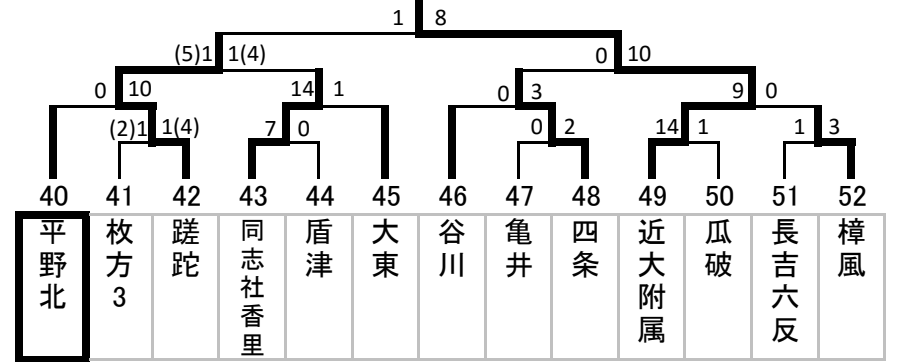 1 8
(5)1 1(4) 0 10
0 10 14 1 0 3 9 0
(2)1 1(4) 7 0 0 2 14 1 1 3
40 41 42 43 44 45 46 47 48 49 50 51 52
平野北
枚方3
蹉跎
同志社香里
盾津
大東
谷川
亀井
四条
近大附属
瓜破
長吉六反
樟風